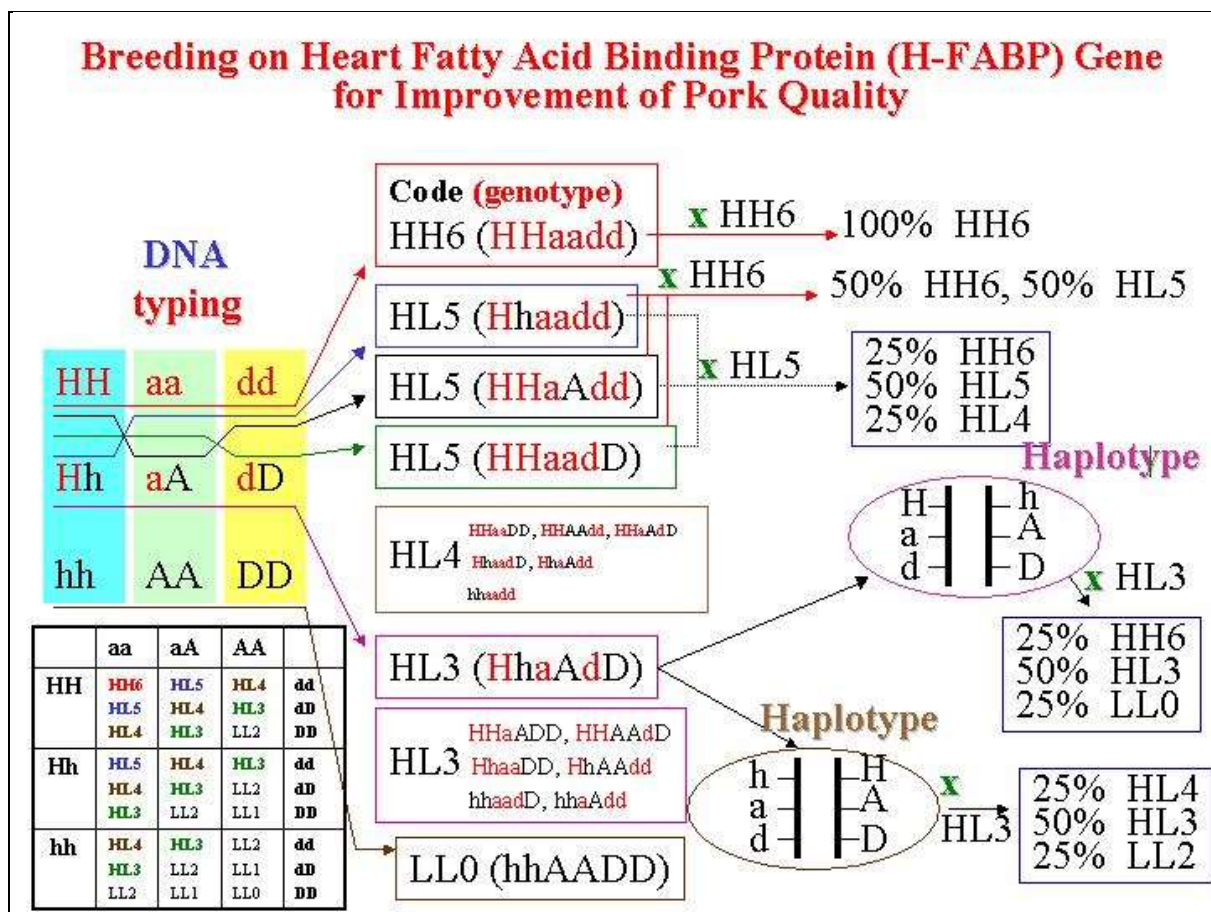 Breeding on Heart Fatty Acid Binding Protein (H-FABP) Gene
for Improvement of Pork Quality
DNA
typing
HH aa dd
Hh aA dD
hh AA DD
Code (genotype)
HH6 (HHaadd)
x HH6
100% HH6
HL5 (Hhaadd)
x HH6
50% HH6, 50% HL5
HL5 (HHaAdd)
x HL5
25% HH6
50% HL5
25% HL4
HL5 (HHaadD)
HL4
HHaaDD, HHAAdd, HHaAdD
HhaadD, HhaAdd
hhaadd
HL3 (HhaAdD)
Haplotype
H h
a A
d D
x HL3
25% HH6
50% HL3
25% LL0
HL3
HHaADD, HHAAdD
HhaaDD, HhAAdd
hhaadD, hhaAdd
Haplotype
h H
a A
d D
x
HL3
25% HL4
50% HL3
25% LL2
LL0 (hhAADD)
aa aA AA
HH HH6 HL5 HL4 dd
HL5 HL4 HL3 dD
HL4 HL3 LL2 DD
Hh HL5 HL4 HL3 dd
HL4 HL3 LL2 dD
HL3 LL2 LL1 DD
hh HL4 HL3 LL2 dd
HL3 LL2 LL1 dD
LL2 LL1 LL0 DD